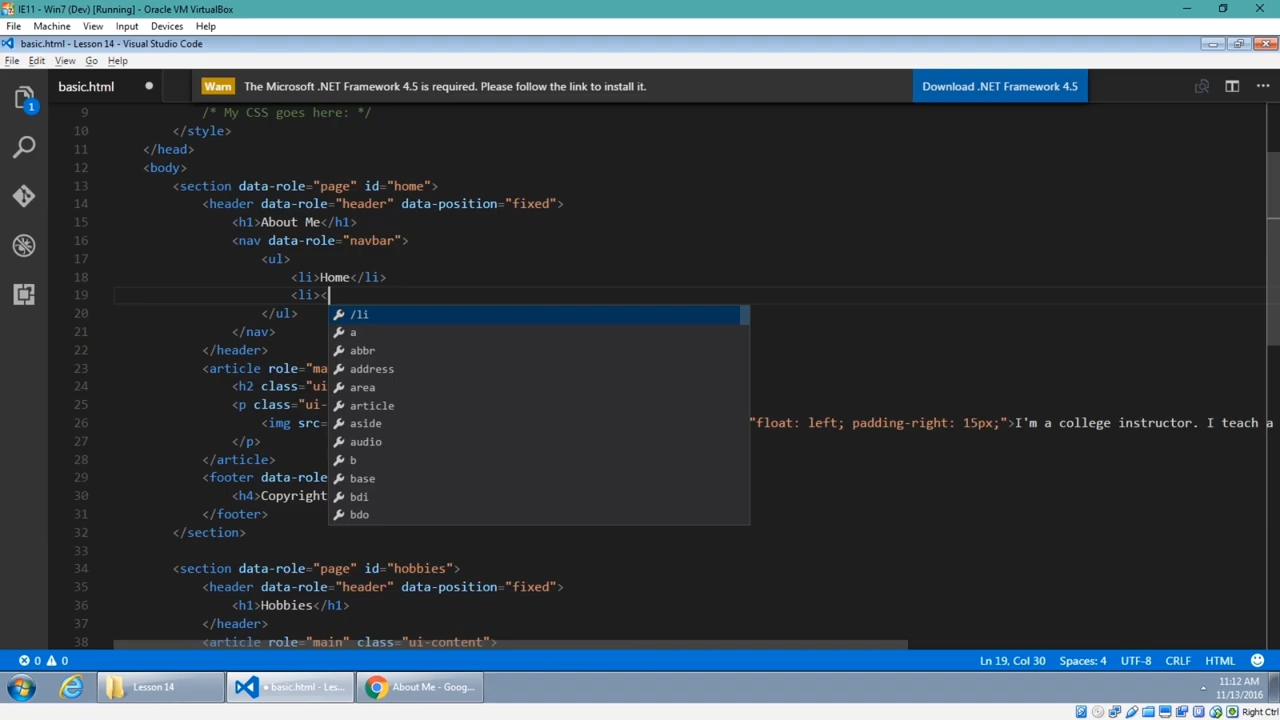 IE11 - Win7 (Dev) [Running] - Oracle VM VirtualBox
File Machine View Input Devices Help
basic.html - Lesson 14 - Visual Studio Code
File Edit View Go Help
basic.html
Warn The Microsoft .NET Framework 4.5 is required. Please follow the link to install it. Download .NET Framework 4.5
1
9 /* My CSS goes here: */
10 </style>
11 </head>
12 <body>
13 <section data-role="page" id="home">
14 <header data-role="header" data-position="fixed">
15 <h1>About Me</h1>
16 <nav data-role="navbar">
17 <ul>
18 <li>Home</li>
19 <li><
20 </ul>
21 </nav>
22 </header>
23 <article role="ma
24 <h2 class="ui
25 <p class="ui-
26 <img src= "float: left; padding-right: 15px;">I'm a college instructor. I teach a
27 </p>
28 </article>
29 <footer data-role
30 <h4>Copyright
31 </footer>
32 </section>
33
34 <section data-role="page" id="hobbies">
35 <header data-role="header" data-position="fixed">
36 <h1>Hobbies</h1>
37 </header>
38 <article role="main" class="ui-content">
/li
a
abbr
address
area
article
aside
audio
b
base
bdi
bdo
0 0 Ln 19, Col 30 Spaces: 4 UTF-8 CRLF HTML
Lesson 14 basic.html - Les... About Me - Goog...
11:12 AM
11/13/2016
Right Ctrl